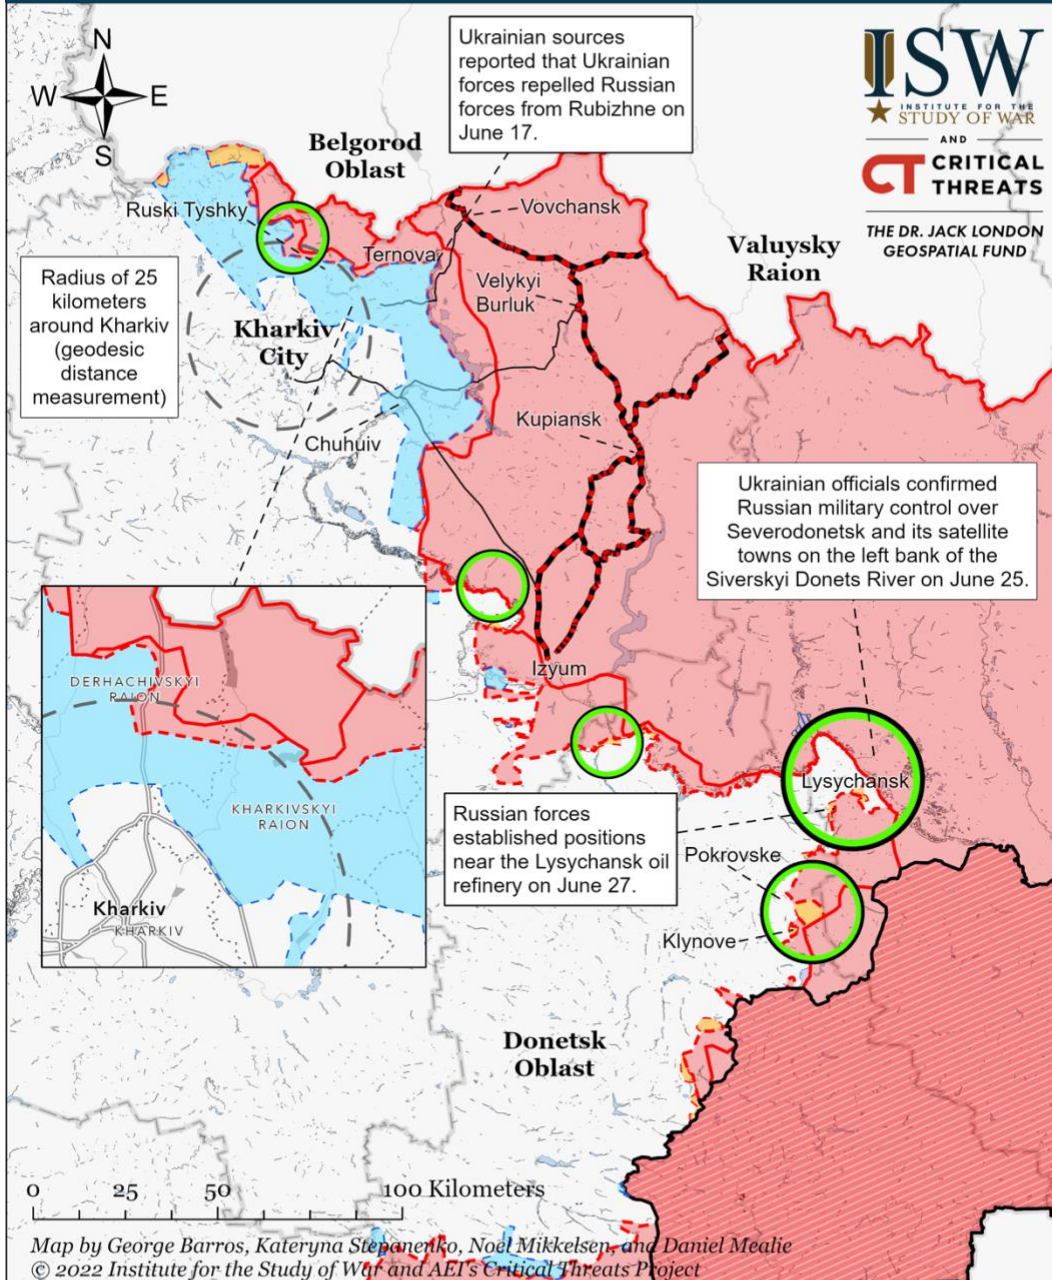 N
W
E
S
Ukrainian sources
reported that Ukrainian
forces repelled Russian
forces from Rubizhne on
June 17.
ISW
INSTITUTE FOR THE
STUDY OF WAR
AND
CT CRITICAL
THREATS
THE DR. JACK LONDON
GEOSPATIAL FUND
Belgorod
Oblast
Ruski Tyshky
Vovchansk
Ternova
Valuysky
Raion
Radius of 25
kilometers
around Kharkiv
(geodesic
distance
measurement)
Velykyi
Burluk
Kharkiv
City
Kupiansk
Chuhuiv
Ukrainian officials confirmed
Russian military control over
Severodonetsk and its satellite
towns on the left bank of the
Siverskyi Donets River on June 25.
DERHACHIVSKYI
RAION
KHARKIVSKYI
RAION
Kharkiv
KHARKIV
Izyum
Lysychansk
Russian forces
established positions
near the Lysychansk oil
refinery on June 27.
Pokrovske
Klynove
Donetsk
Oblast
0 25 50 100 Kilometers
Map by George Barros, Kateryna Stepanenko, Noel Mikkelsen, and Daniel Mealie
© 2022 Institute for the Study of War and AEI's Critical Threats Project